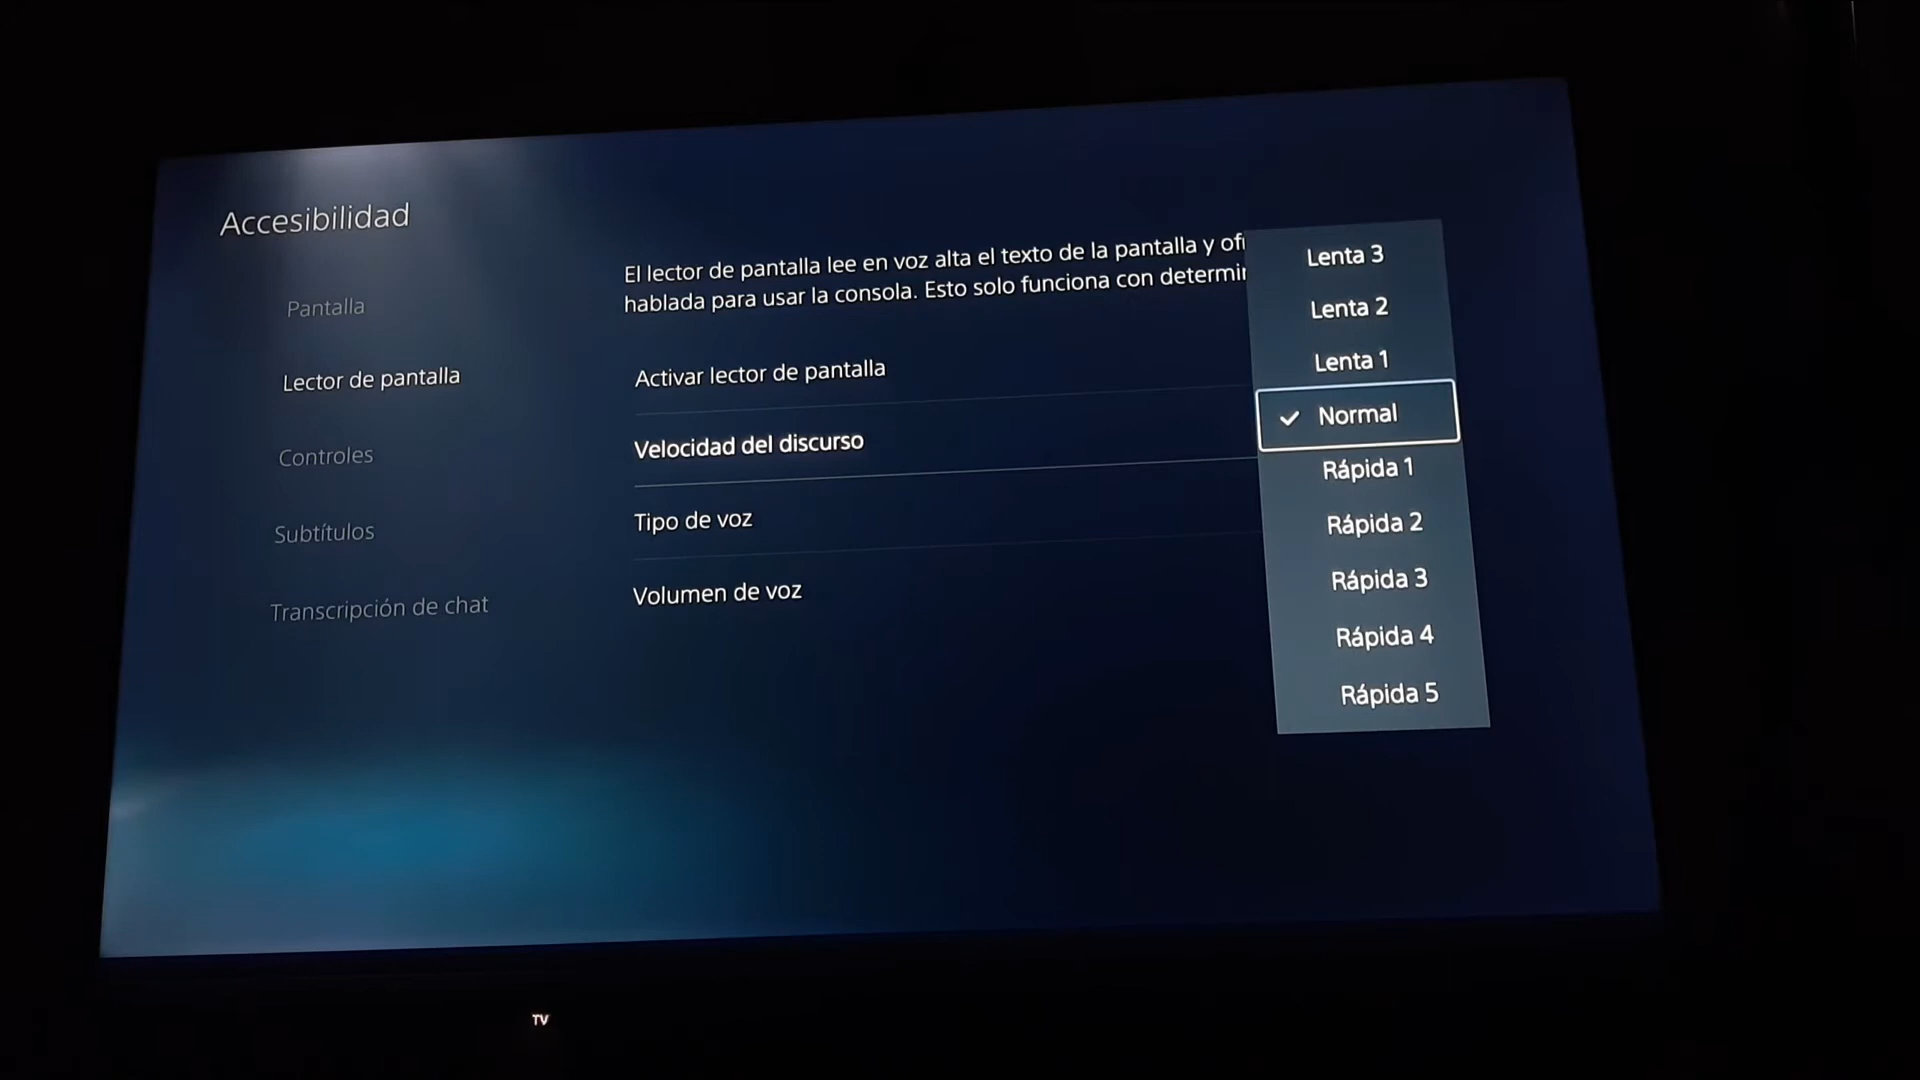 Accesibilidad
Pantalla
Lector de pantalla
Controles
Subtítulos
Transcripción de chat
El lector de pantalla lee en voz alta el texto de la pantalla y
hablada para usar la consola. Esto solo funciona con
Activar lector de pantalla
Velocidad del discurso
Tipo de voz
Volumen de voz
Lenta 3
Lenta 2
Lenta 1
Normal
Rápida 1
Rápida 2
Rápida 3
Rápida 4
Rápida 5
TV